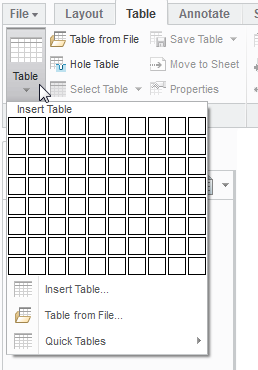 File Layout Table Annotate
Table from File Save Table
Table Hole Table Move to Sheet
Select Table Properties
Insert Table
Insert Table...
Table from File...
Quick Tables